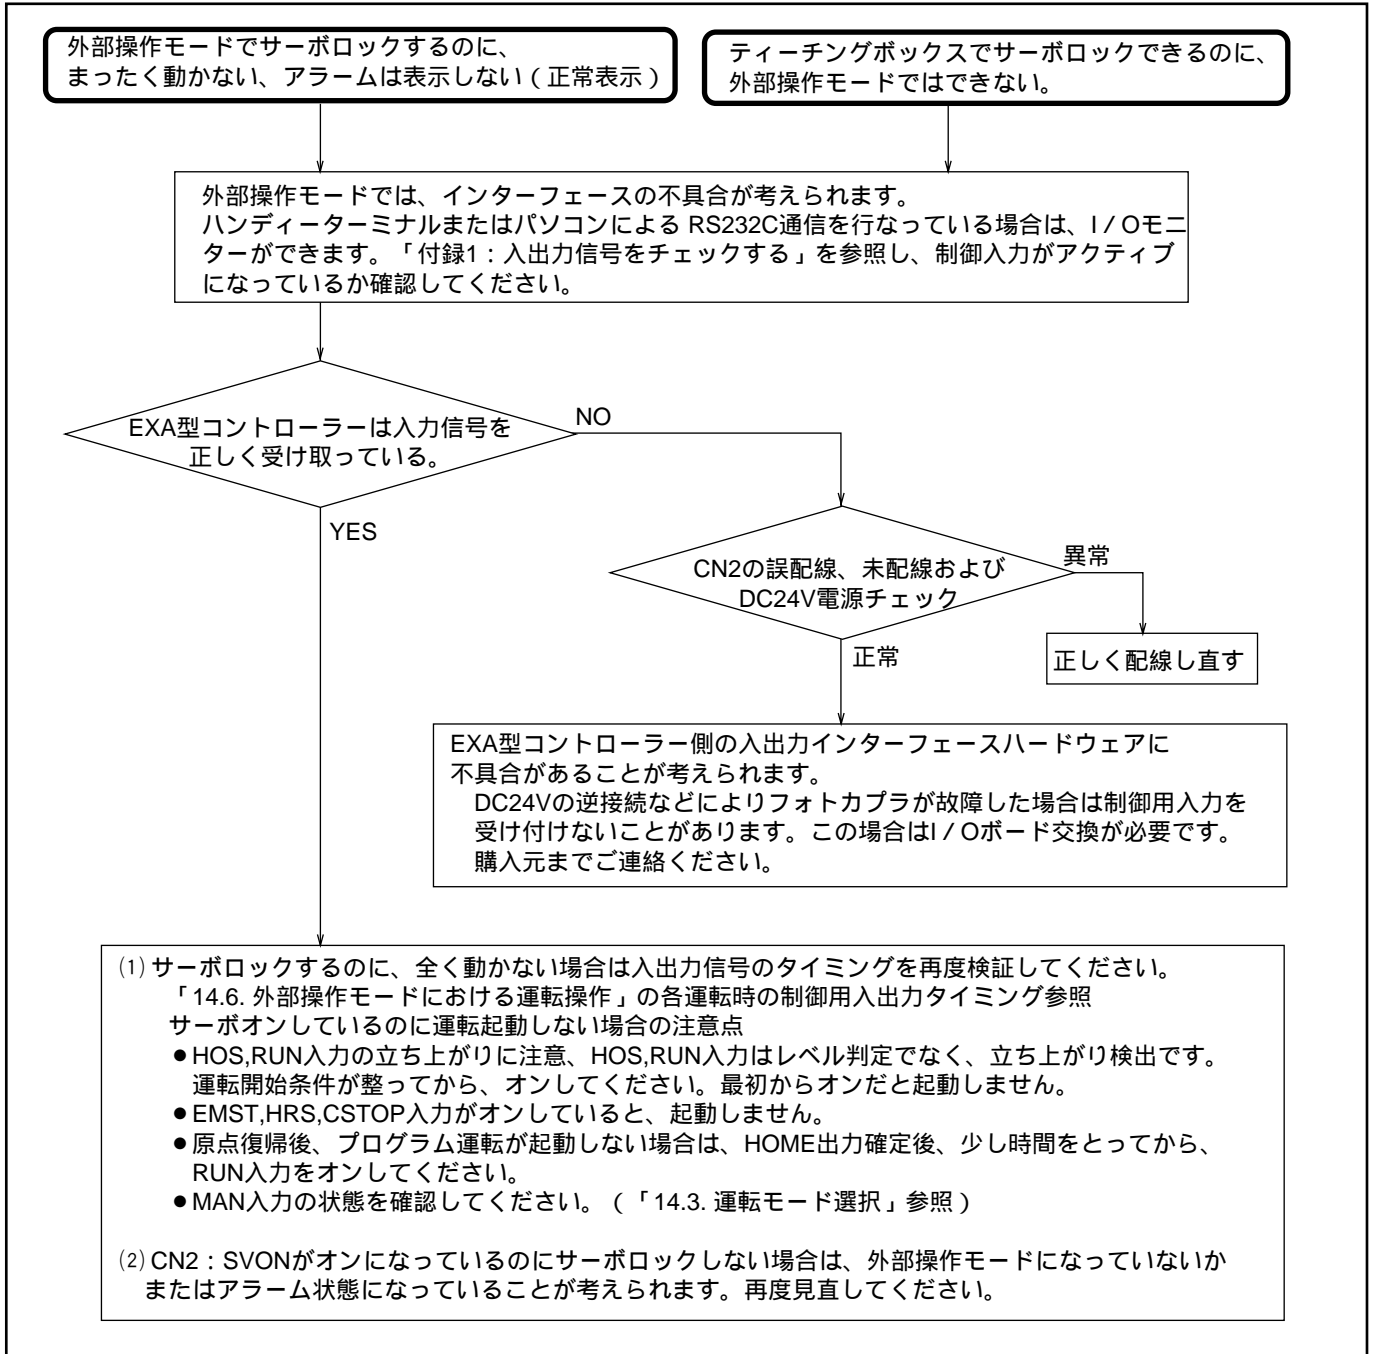 外部操作モードでサーボロックするのに、
まったく動かない、アラームは表示しない（正常表示）
ティーチングボックスでサーボロックできるのに、
外部操作モードではできない。
外部操作モードでは、インターフェースの不具合が考えられます。
ハンディーターミナルまたはパソコンによる RS232C通信を行なっている場合は、I / Oモニ
ターができます。「付録1：入出力信号をチェックする」を参照し、制御入力がアクティブ
になっているか確認してください。
EXA型コントローラーは入力信号を
正しく受け取っている。
NO
YES
CN2の誤配線、未配線および
DC24V電源チェック
異常
正常
正しく配線し直す
EXA型コントローラー側の入出力インターフェースハードウェアに
不具合があることが考えられます。
DC24Vの逆接続などによりフォトカプラが故障した場合は制御用入力を
受け付けないことがあります。この場合はI / Oボード交換が必要です。
購入元までご連絡ください。
⑴ サーボロックするのに、全く動かない場合は入出力信号のタイミングを再度検証してください。
「14.6. 外部操作モードにおける運転操作」の各運転時の制御用入出力タイミング参照
サーボオンしているのに運転起動しない場合の注意点
●HOS,RUN入力の立ち上がりに注意、HOS,RUN入力はレベル判定でなく、立ち上がり検出です。
運転開始条件が整ってから、オンしてください。最初からオンだと起動しません。
●EMST,HRS,CSTOP入力がオンしていると、起動しません。
●原点復帰後、プログラム運転が起動しない場合は、HOME出力確定後、少し時間をとってから、
RUN入力をオンしてください。
●MAN入力の状態を確認してください。（「14.3. 運転モード選択」参照）
⑵ CN2：SVONがオンになっているのにサーボロックしない場合は、外部操作モードになっていないか
またはアラーム状態になっていることが考えられます。再度見直してください。